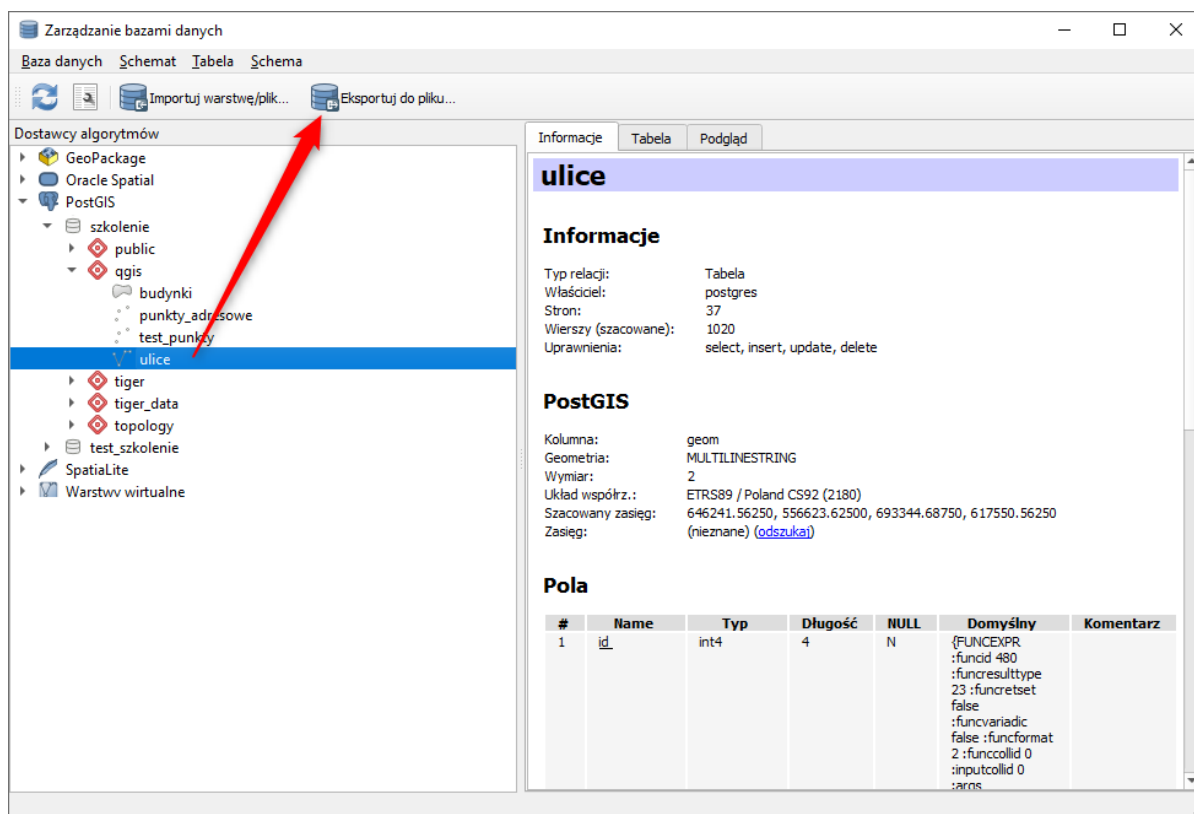 Zarządzanie bazami danych
Baza danych Schemat Tabela Schema
Importuj warstwę/plik... Eksportuj do pliku...
Dostawcy algorytmów
GeoPackage
Oracle Spatial
PostGIS
szkolenie
public
qgis
budynki
punkty_adresowe
test_punkty
ulice
tiger
tiger_data
topology
test_szkolenie
SpatiaLite
Warstwy wirtualne
Informacje Tabela Podgląd
ulice
Informacje
Typ relacji: Tabela
Właściciel: postgres
Stron: 37
Wierszy (szacowane): 1020
Uprawnienia: select, insert, update, delete
PostGIS
Kolumna: geom
Geometria: MULTILINESTRING
Wymiar: 2
Układ współrz.: ETRS89 / Poland CS92 (2180)
Szacowany zasięg: 646241.56250, 556623.62500, 693344.68750, 617550.56250
Zasięg: (nieznane) (odszukaj)
Pola
# Name Typ Długość NULL Domyślny Komentarz
1 id_ int4 4 N {FUNCEXPR
:funcid 480
:funcresulttype
23 :funcretset
false
:funcvariadic
false :funcformat
2 :funccollid 0
:inputcollid 0
:args